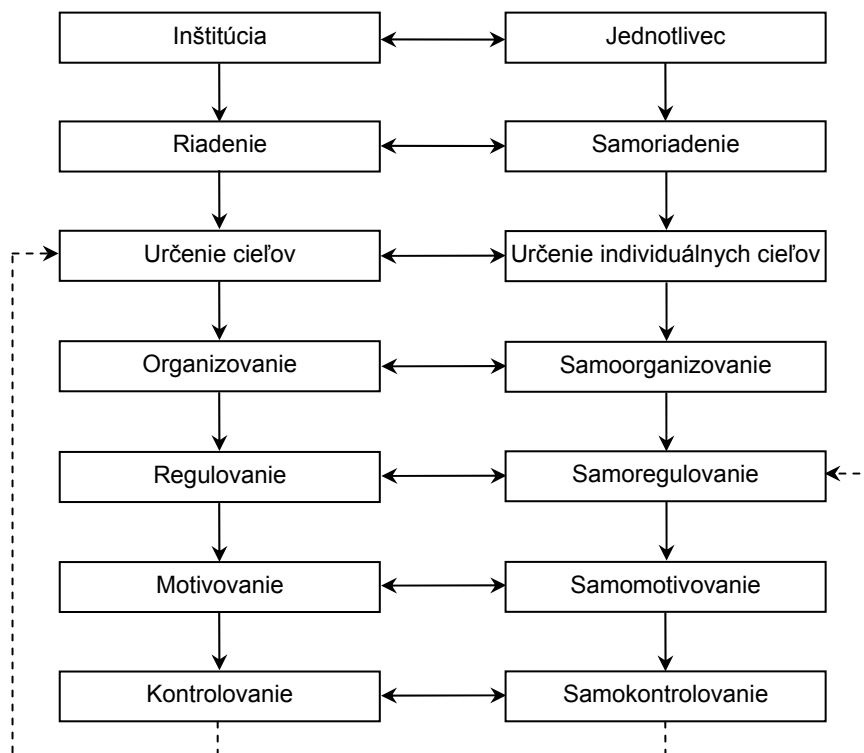 Inštitúcia
Jednotlivec
Riadenie
Samoriadenie
Určenie cieľov
Určenie individuálnych cieľov
Organizovanie
Samoorganizovanie
Regulovanie
Samoregulovanie
Motivovanie
Samomotivovanie
Kontrolovanie
Samokontrolovanie